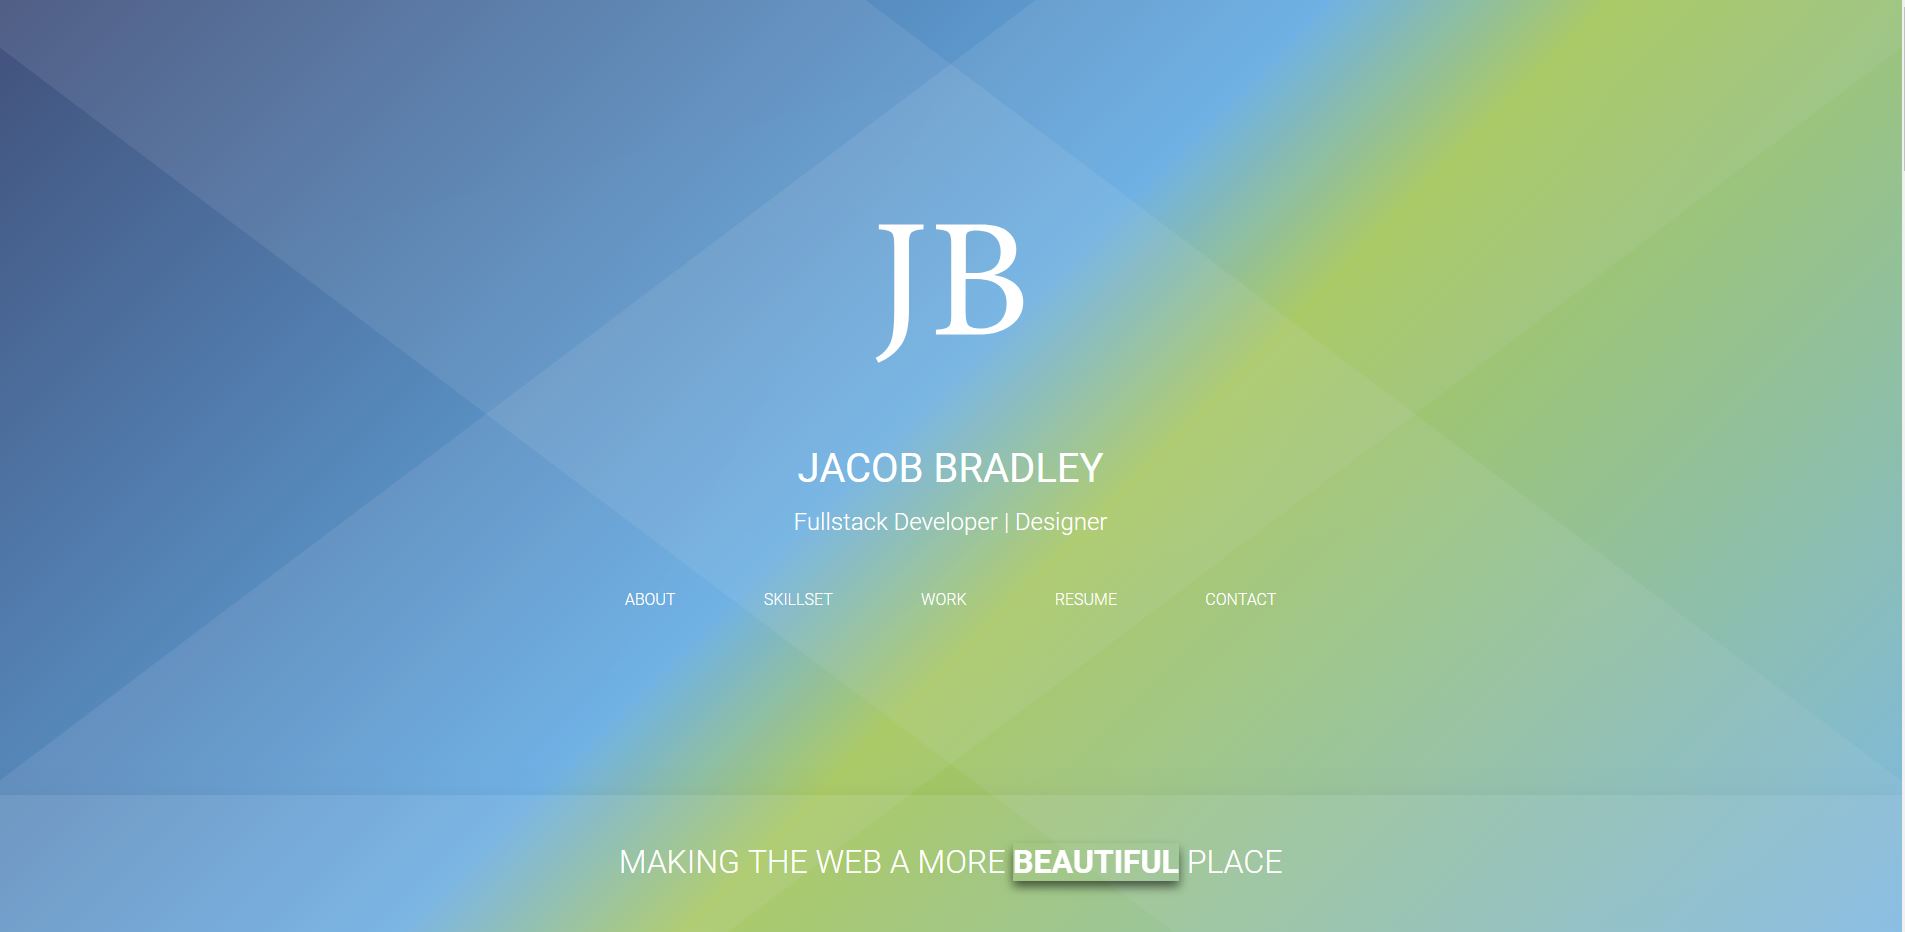 JB
JACOB BRADLEY
Fullstack Developer | Designer
ABOUT SKILLSET WORK RESUME CONTACT
MAKING THE WEB A MORE BEAUTIFUL PLACE